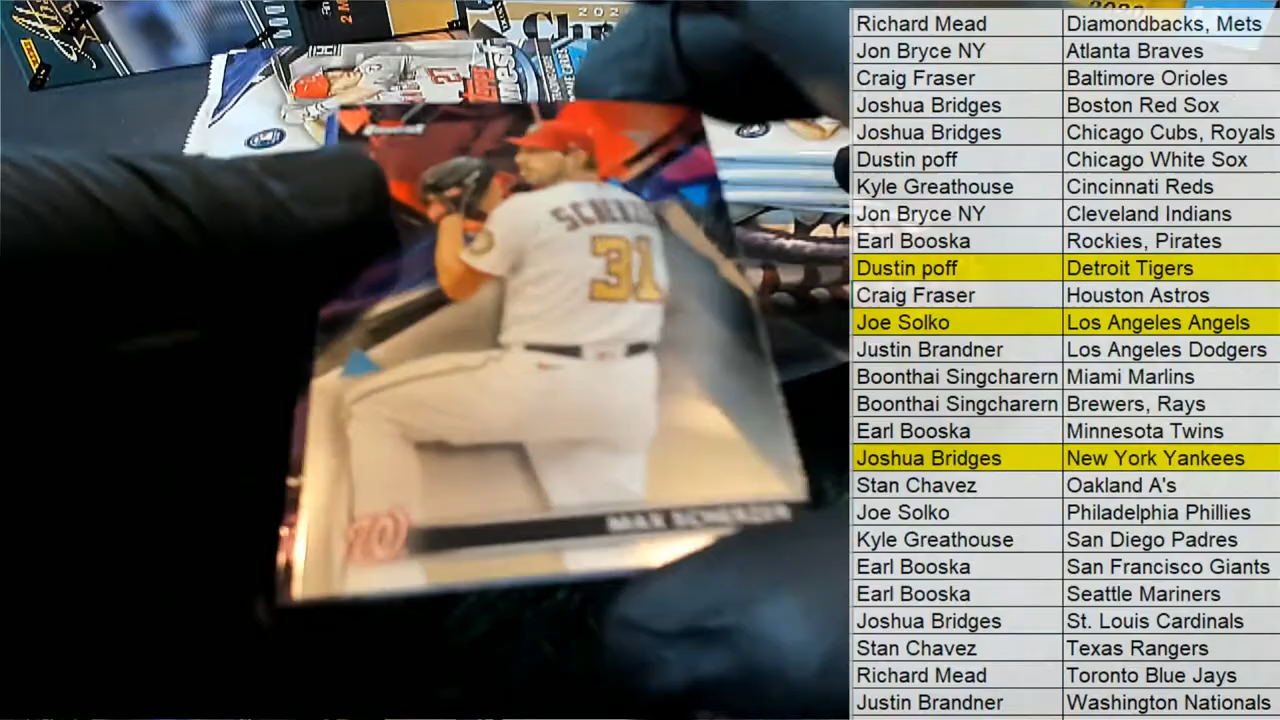 Richard Mead Diamondbacks, Mets
Jon Bryce NY Atlanta Braves
Craig Fraser Baltimore Orioles
Joshua Bridges Boston Red Sox
Joshua Bridges Chicago Cubs, Royals
Dustin poff Chicago White Sox
Kyle Greathouse Cincinnati Reds
Jon Bryce NY Cleveland Indians
Earl Booska Rockies, Pirates
Dustin poff Detroit Tigers
Craig Fraser Houston Astros
Joe Solko Los Angeles Angels
Justin Brandner Los Angeles Dodgers
Boonthai Singcharern Miami Marlins
Boonthai Singcharern Brewers, Rays
Earl Booska Minnesota Twins
Joshua Bridges New York Yankees
Stan Chavez Oakland A's
Joe Solko Philadelphia Phillies
Kyle Greathouse San Diego Padres
Earl Booska San Francisco Giants
Earl Booska Seattle Mariners
Joshua Bridges St. Louis Cardinals
Stan Chavez Texas Rangers
Richard Mead Toronto Blue Jays
Justin Brandner Washington Nationals
31
MAX SCHERZER
W
27